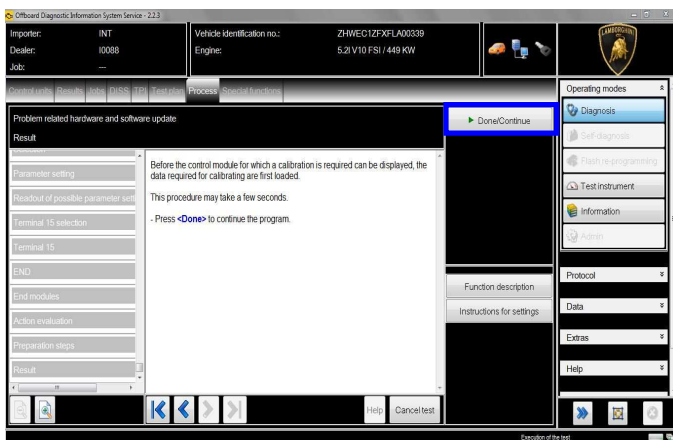 Offboard Diagnostic Information System Service - 2.2.3
Importer: INT
Dealer: I0088
Job: ---
Vehicle identification no.: ZHWEC1ZFXFLA00339
Engine: 5.2l V10 FSI / 449 KW
LAMBORGHINI
Control units Results Jobs DISS TPI Test plan Process Special functions
Problem related hardware and software update
Result
Parameter setting
Readout of possible parameter sett
Terminal 15 selection
Terminal 15
END
End modules
Action evaluation
Preparation steps
Result
Before the control module for which a calibration is required can be displayed, the
data required for calibrating are first loaded.
This procedure may take a few seconds.
- Press <Done> to continue the program.
Help
Cancel test
Done/Continue
Function description
Instructions for settings
Operating modes
Diagnosis
Self-diagnosis
Flash re-programming
Test instrument
Information
Admin
Protocol
Data
Extras
Help
Execution of the test